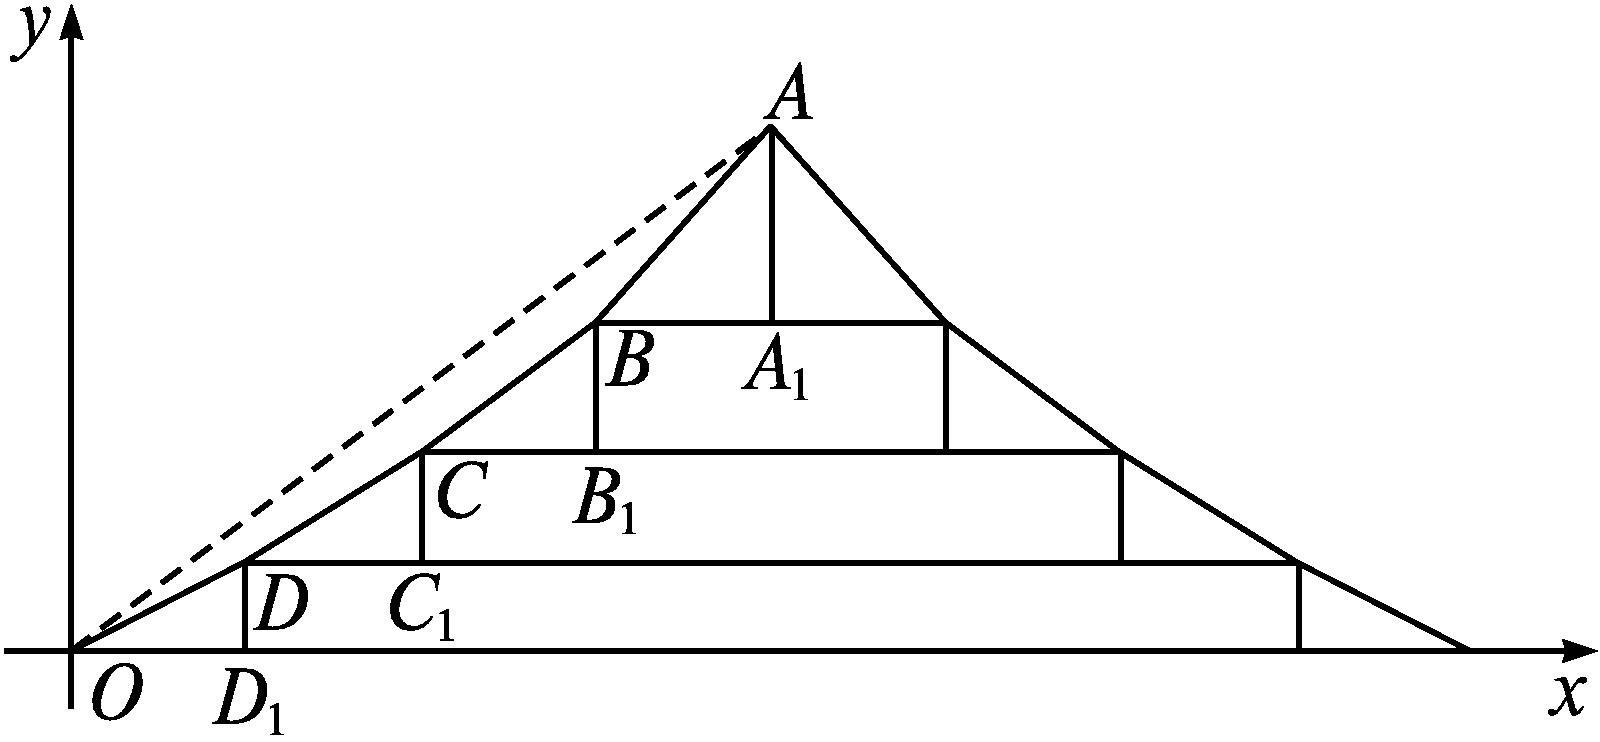 y
A
B A₁
C B₁
D C₁
O D₁ x